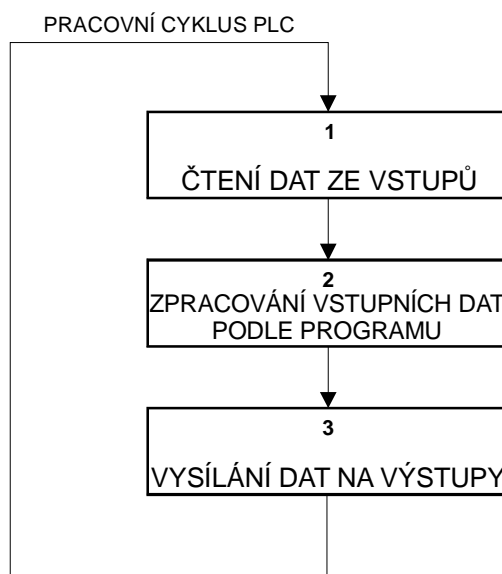 PRACOVNÍ CYKLUS PLC
1
ČTENÍ DAT ZE VSTUPŮ
2
ZPRACOVÁNÍ VSTUPNÍCH DAT
PODLE PROGRAMU
3
VYSÍLÁNÍ DAT NA VÝSTUPY